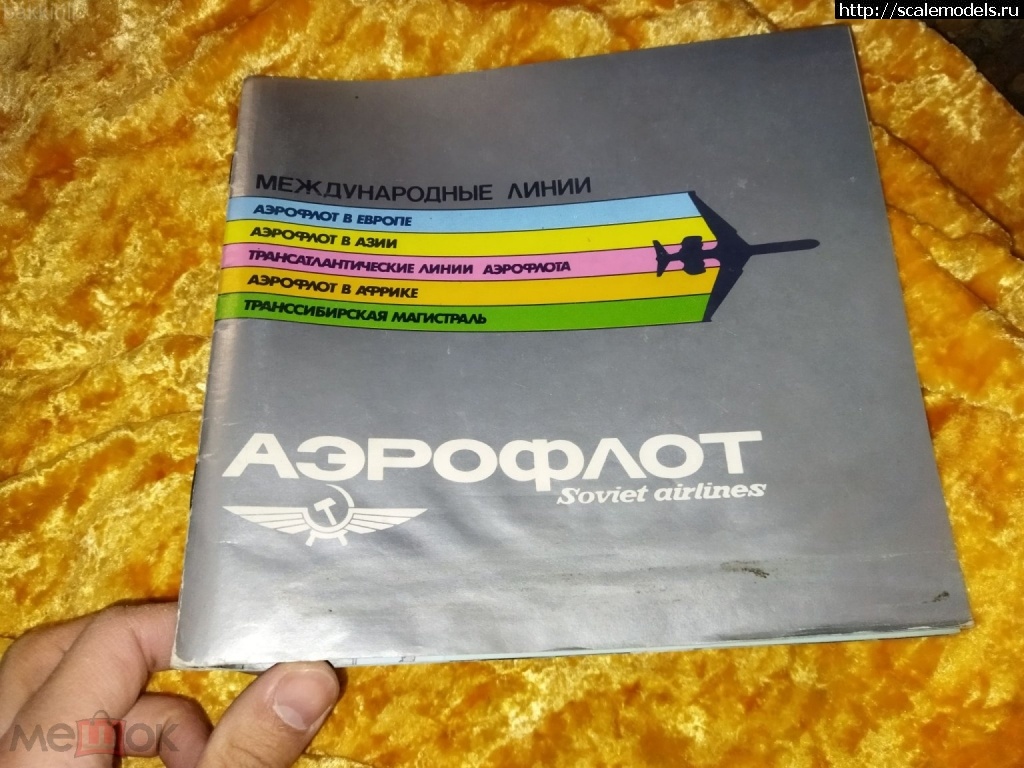 http://scalemodels.ru
МЕЖДУНАРОДНЫЕ ЛИНИИ
АЭРОФЛОТ В ЕВРОПЕ
АЭРОФЛОТ В АЗИИ
ТРАНСАТЛАНТИЧЕСКИЕ ЛИНИИ АЭРОФЛОТА
АЭРОФЛОТ В АФРИКЕ
ТРАНССИБИРСКАЯ МАГИСТРАЛЬ
АЭРОФЛОТ
Soviet airlines
мешок